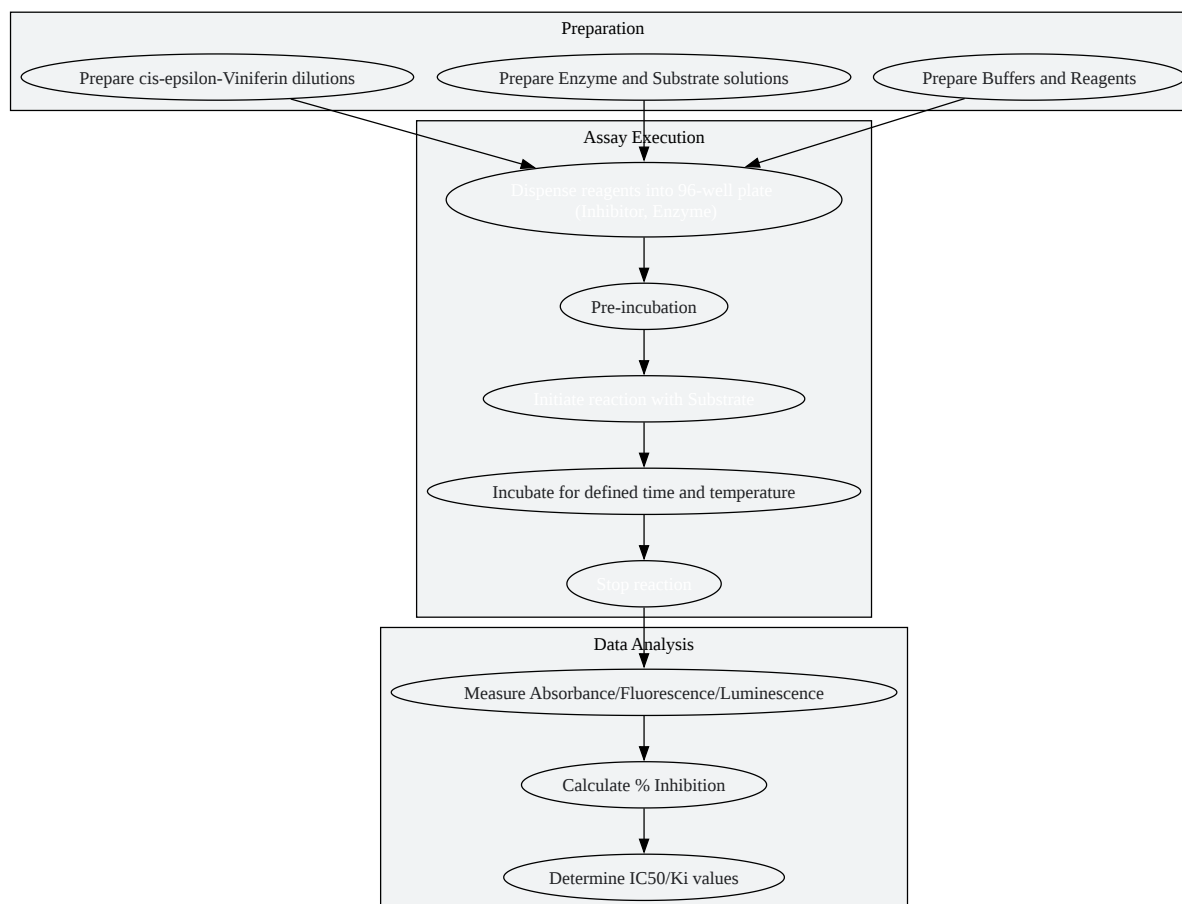 Preparation
Prepare cis-epsilon-Viniferin dilutions
Prepare Enzyme and Substrate solutions
Prepare Buffers and Reagents
Assay Execution
Dispense reagents into 96-well plate
(Inhibitor, Enzyme)
Pre-incubation
Initiate reaction with Substrate
Incubate for defined time and temperature
Stop reaction
Data Analysis
Measure Absorbance/Fluorescence/Luminescence
Calculate % Inhibition
Determine IC50/Ki values